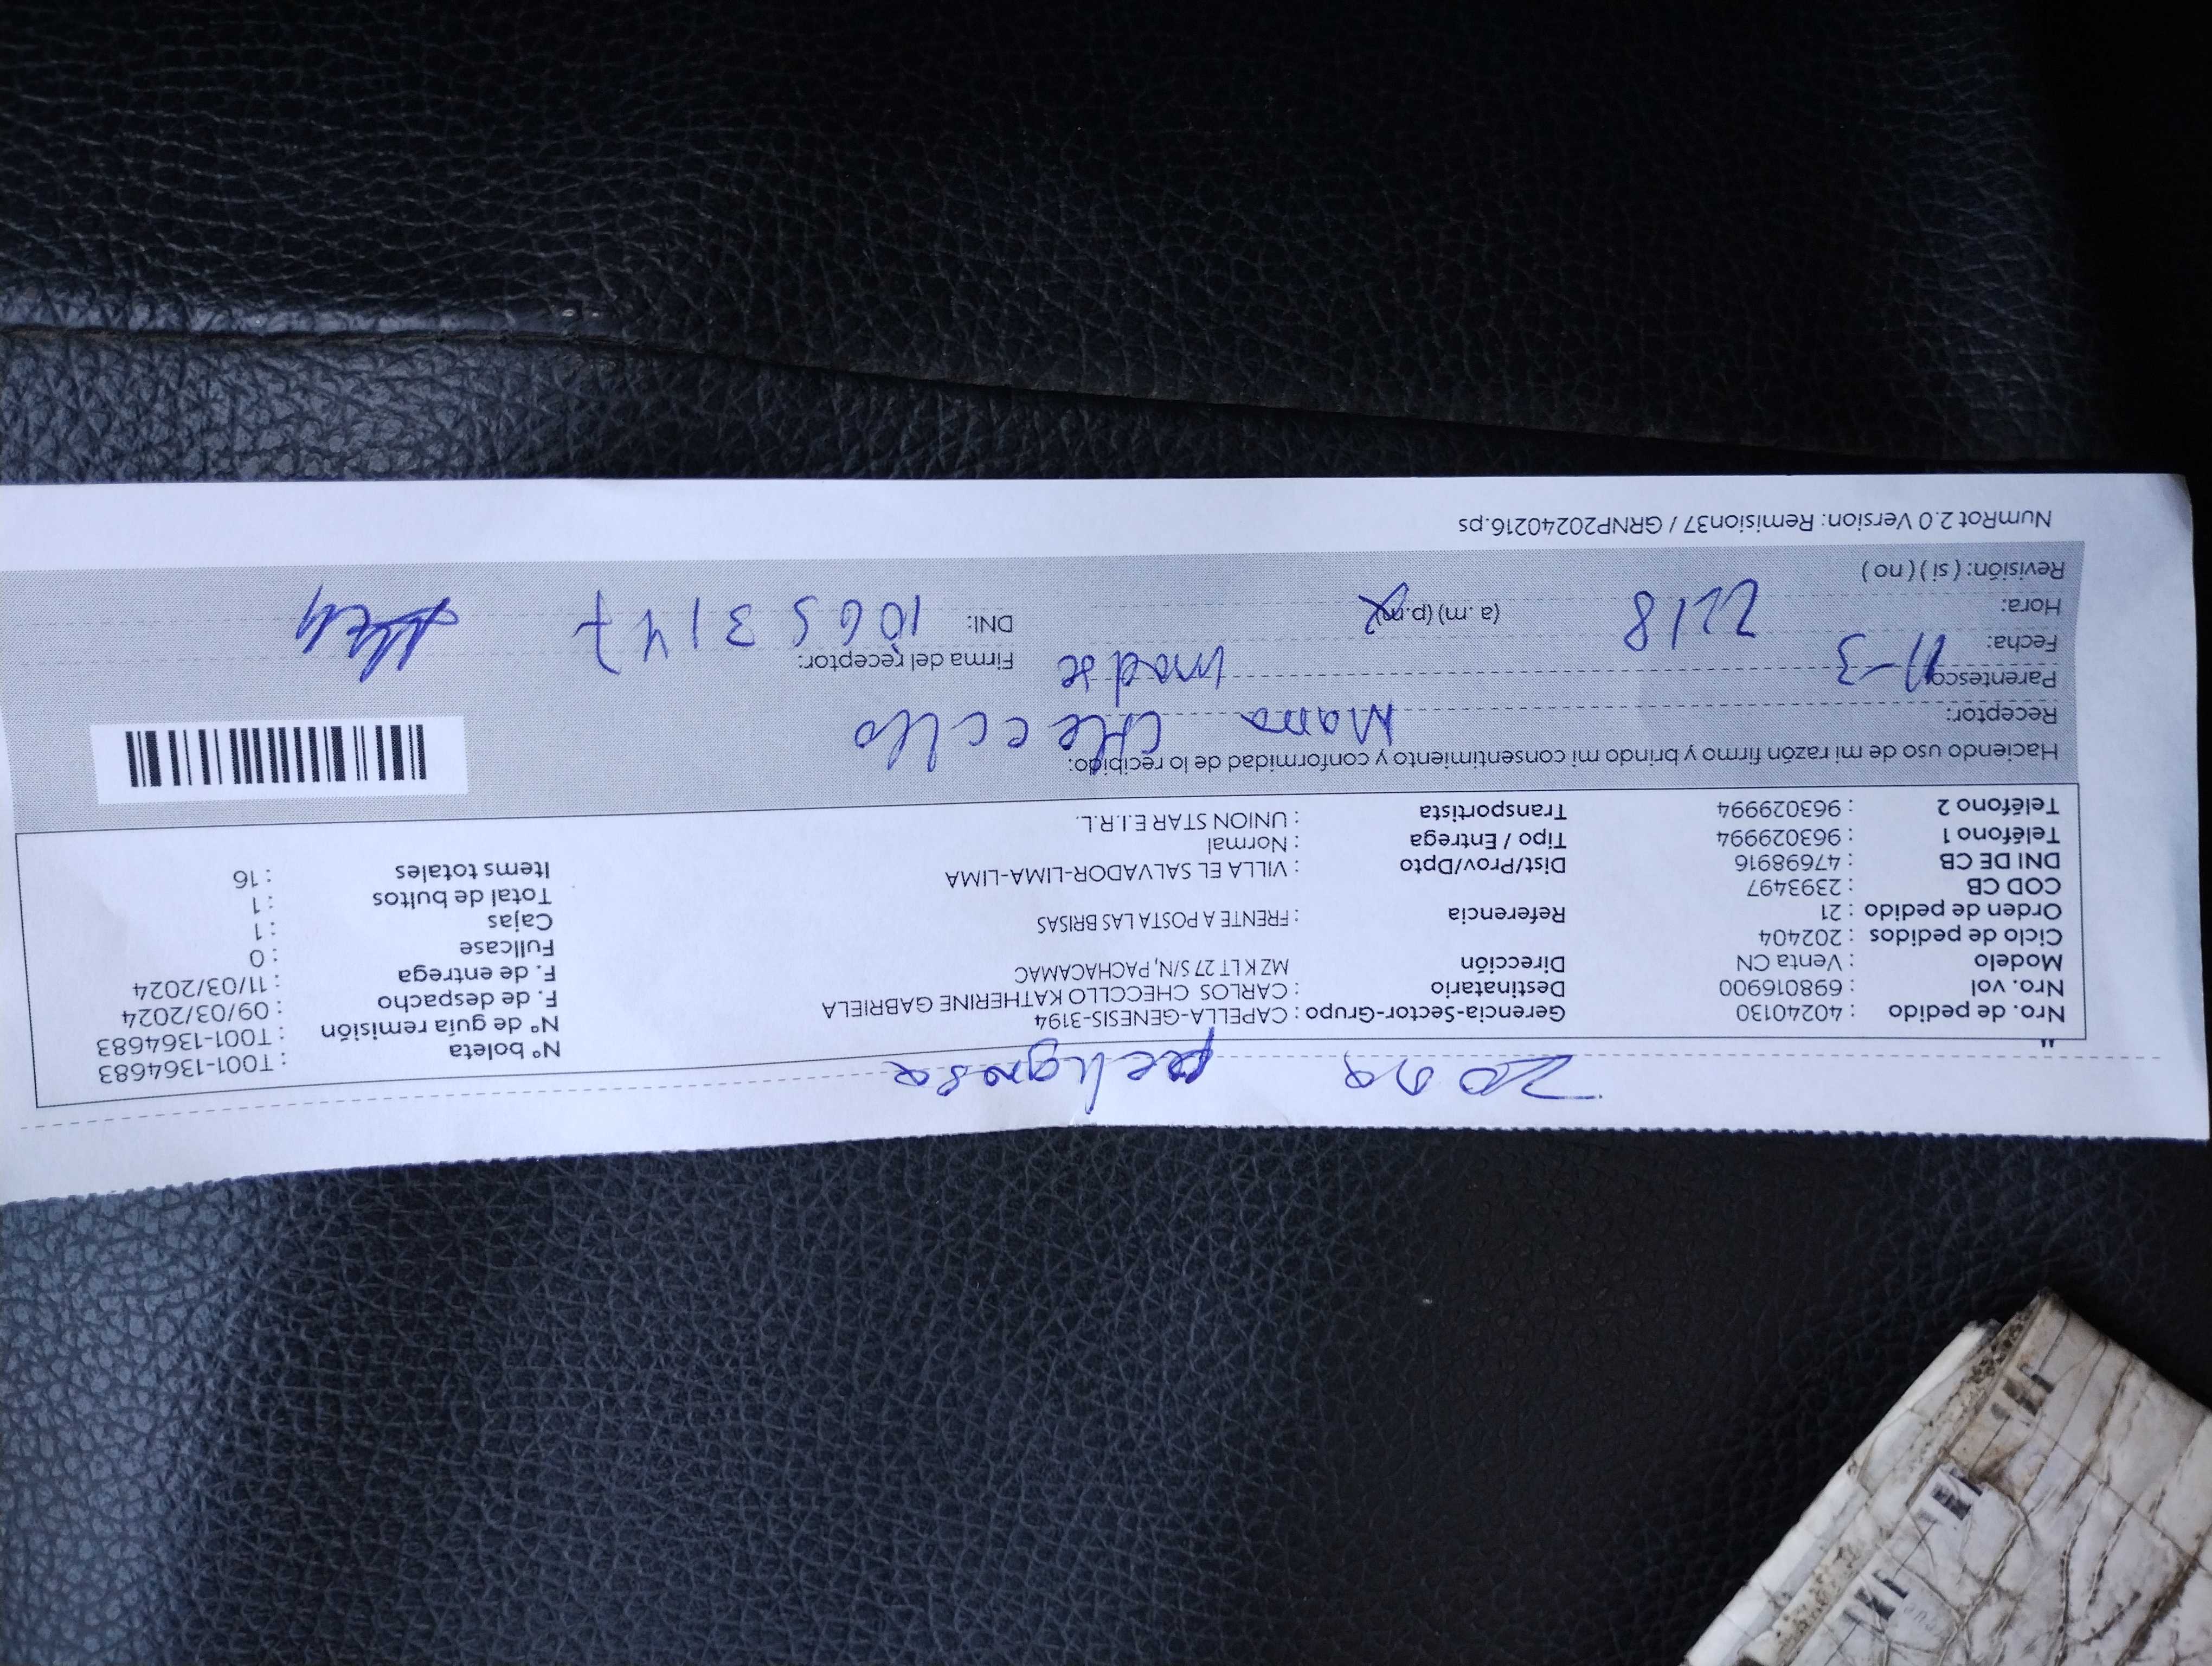 Zona peligrosa
Nro. de pedido : 40240130
Nro. vol : 698016900
Modelo : Venta CN
Ciclo de pedidos : 202404
Orden de pedido : 21
COD CB : 2393497
DNI DE CB : 47698916
Teléfono 1 : 963029994
Teléfono 2 : 963029994
Gerencia-Sector-Grupo : CAPELLA-GENESIS-3194
Destinatario : CARLOS CHECCLLO KATHERINE GABRIELA
Dirección MZ K LT 27 S/N, PACHACAMAC
Referencia : FRENTE A POSTA LAS BRISAS
Dist/Prov/Dpto : VILLA EL SALVADOR-LIMA-LIMA
Tipo / Entrega : Normal
Transportista : UNION STAR E.I.R.L.
Nº boleta : T001-1364683
Nº de guía remisión : T001-1364683
F. de despacho : 09/03/2024
F. de entrega : 11/03/2024
Fullcase : 0
Cajas : 1
Total de bultos : 1
Items totales : 16
Haciendo uso de mi razón firmo y brindo mi consentimiento y conformidad de lo recibido:
Receptor: Maria Checcllo
Parentesco: madre
Fecha: 11-3
Hora: 2218 (a.m) (p.m)
Revisión: ( si ) ( no )
Firma del receptor:
DNI: 10653147
NumRot 2.0 Version: Remision37 / GRNP20240216.ps